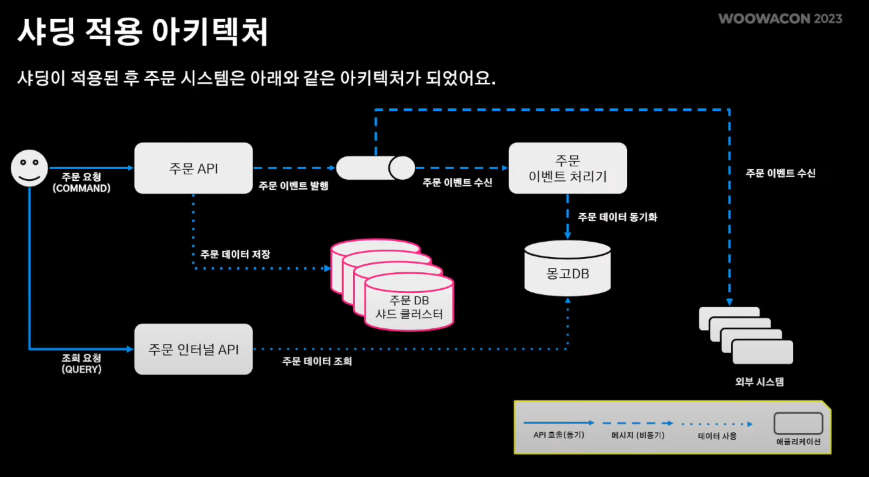 WOOWACON 2023
샤딩 적용 아키텍처
샤딩이 적용된 후 주문 시스템은 아래와 같은 아키텍처가 되었어요.
주문 요청
(COMMAND)
주문 API
주문 이벤트 발행
주문 이벤트 수신
주문
이벤트 처리기
주문 이벤트 수신
주문 데이터 동기화
주문 데이터 저장
주문 DB
샤드 클러스터
몽고DB
조회 요청
(QUERY)
주문 인터널 API
주문 데이터 조회
외부 시스템
API 호출(동기)
메시지 (비동기)
데이터 사용
애플리케이션